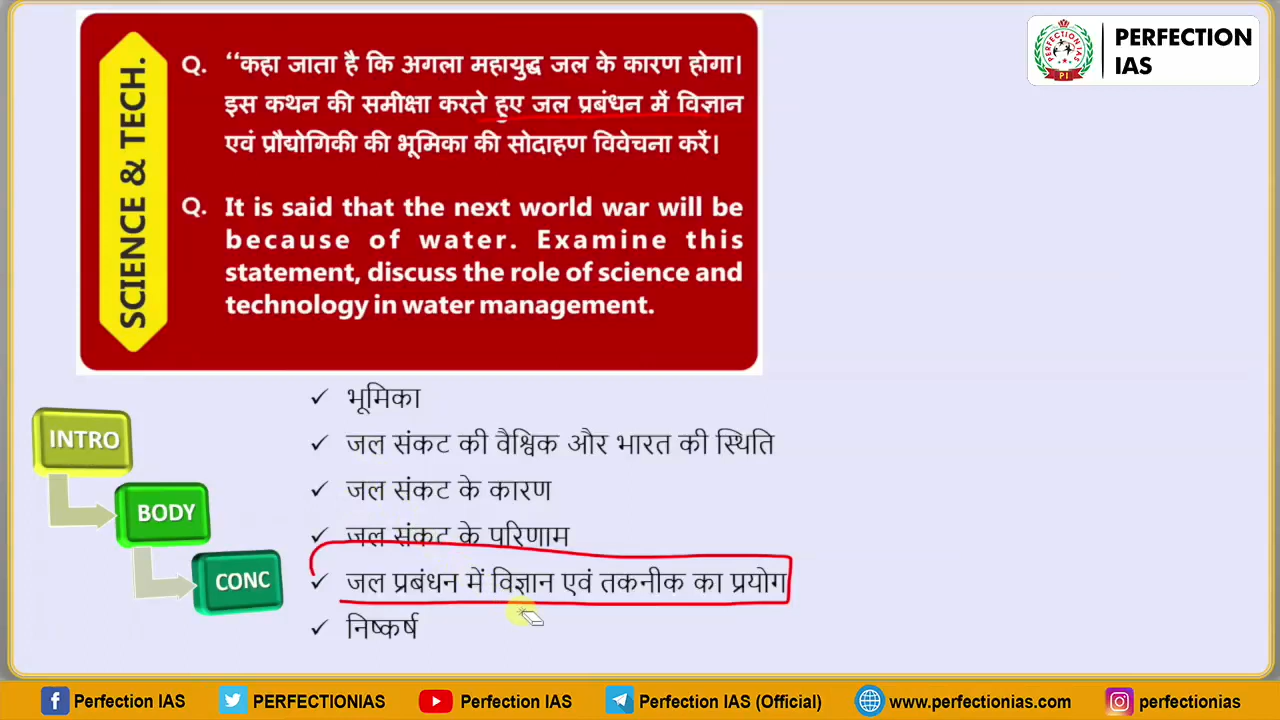 PERFECTION
IAS
PERFECTION IAS
PI
SCIENCE & TECH.
Q. “कहा जाता है कि अगला महायुद्ध जल के कारण होगा।
इस कथन की समीक्षा करते हुए जल प्रबंधन में विज्ञान
एवं प्रौद्योगिकी की भूमिका की सोदाहण विवेचना करें।
Q. It is said that the next world war will be
because of water. Examine this
statement, discuss the role of science and
technology in water management.
INTRO
BODY
CONC
✓ भूमिका
✓ जल संकट की वैश्विक और भारत की स्थिति
✓ जल संकट के कारण
✓ जल संकट के परिणाम
✓ जल प्रबंधन में विज्ञान एवं तकनीक का प्रयोग
✓ निष्कर्ष
Perfection IAS PERFECTIONIAS Perfection IAS Perfection IAS (Official) www.perfectionias.com perfectionias